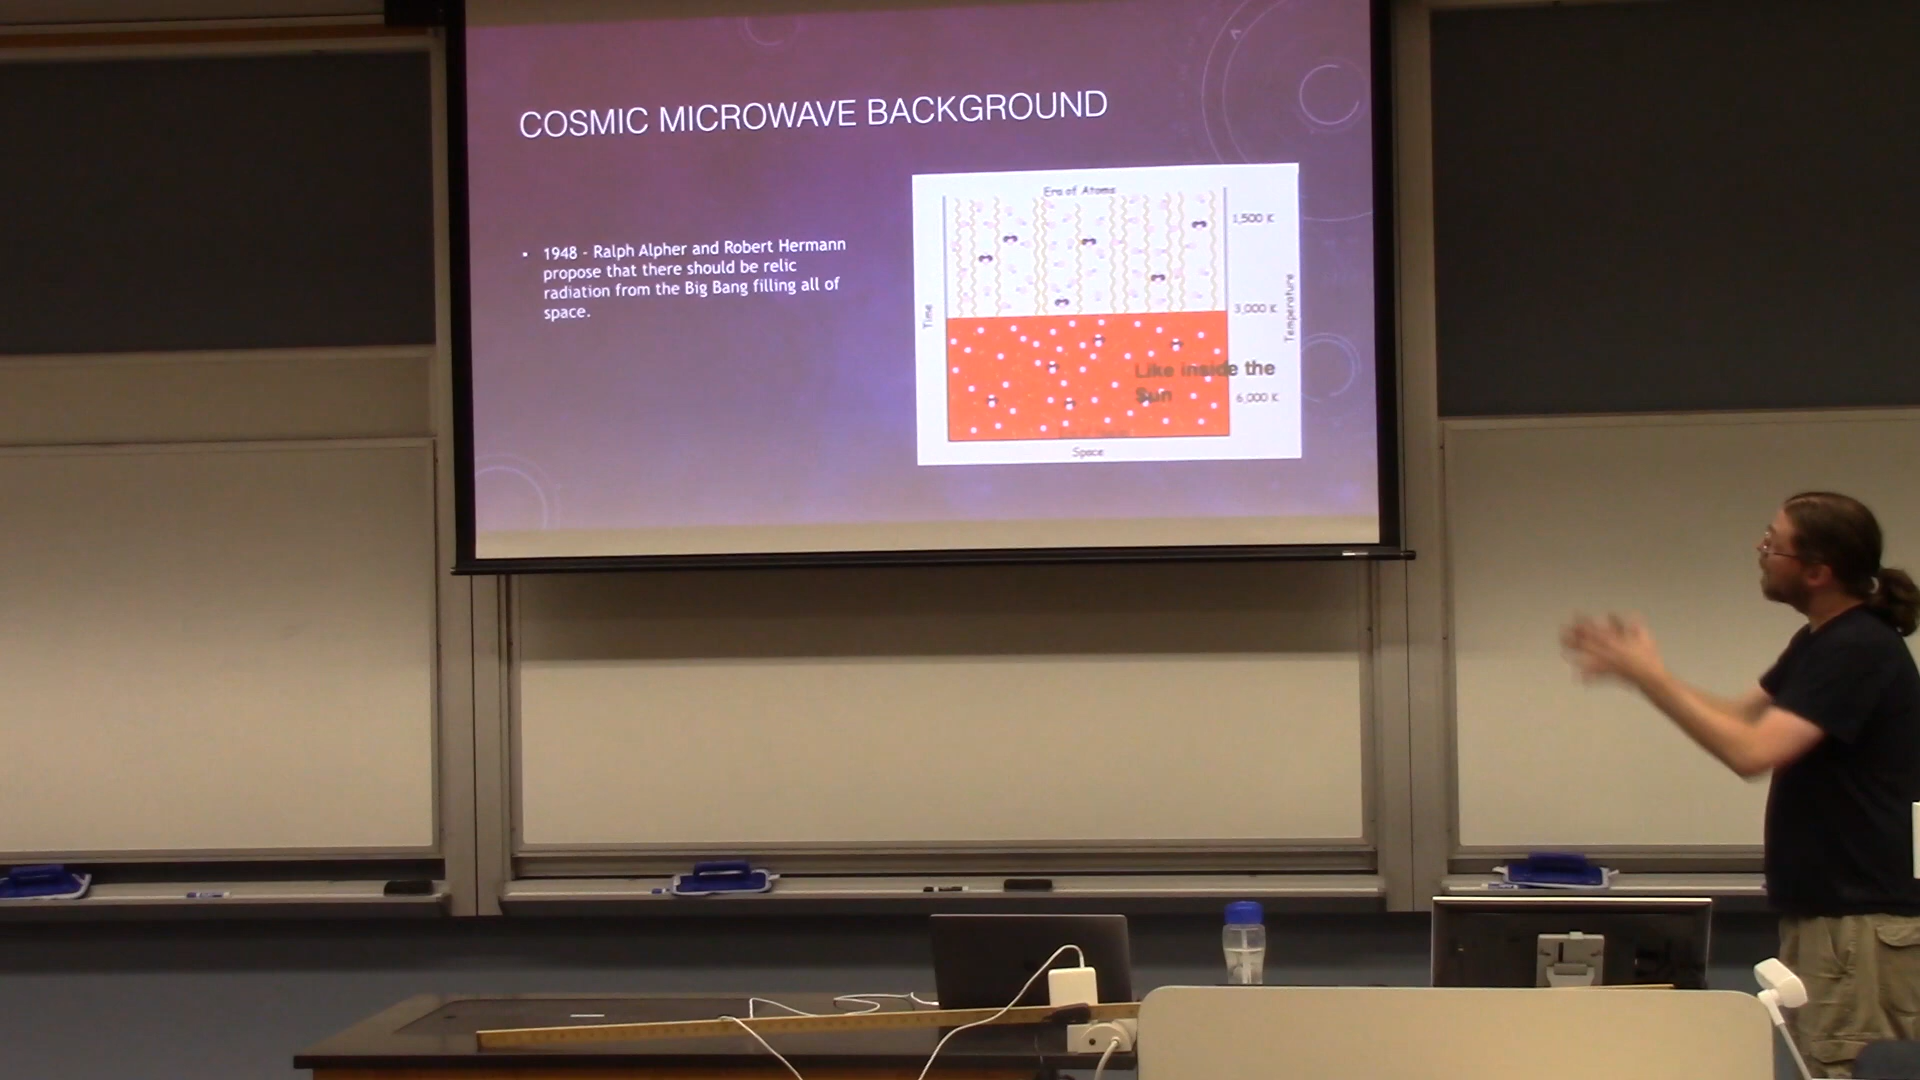 COSMIC MICROWAVE BACKGROUND
• 1948 - Ralph Alpher and Robert Hermann
propose that there should be relic
radiation from the Big Bang filling all of
space.
Era of Atoms
1,500 K
3,000 K
Time
Temperature
Like inside the
Sun
6,000 K
Space